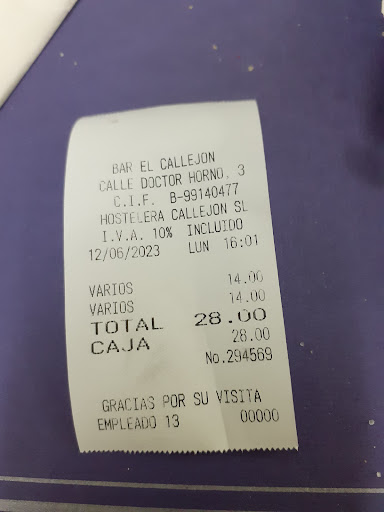 BAR EL CALLEJON
CALLE DOCTOR HORNO, 3
C.I.F. B-99140477
HOSTELERA CALLEJON SL
I.V.A. 10% INCLUIDO
12/06/2023 LUN 16:01
VARIOS 14.00
VARIOS 14.00
TOTAL 28.00
CAJA 28.00
No.294569
GRACIAS POR SU VISITA
EMPLEADO 13 00000